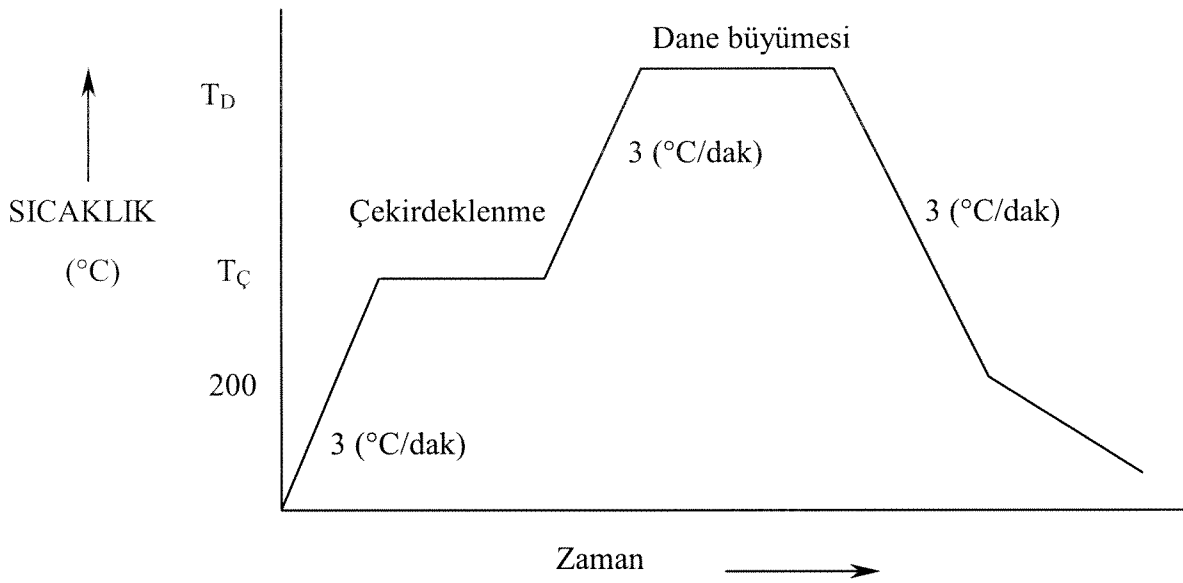 Dane büyümesi
T_D
3 (°C/dak)
SICAKLIK
(°C)
Çekirdeklenme
3 (°C/dak)
T_Ç
200
3 (°C/dak)
Zaman